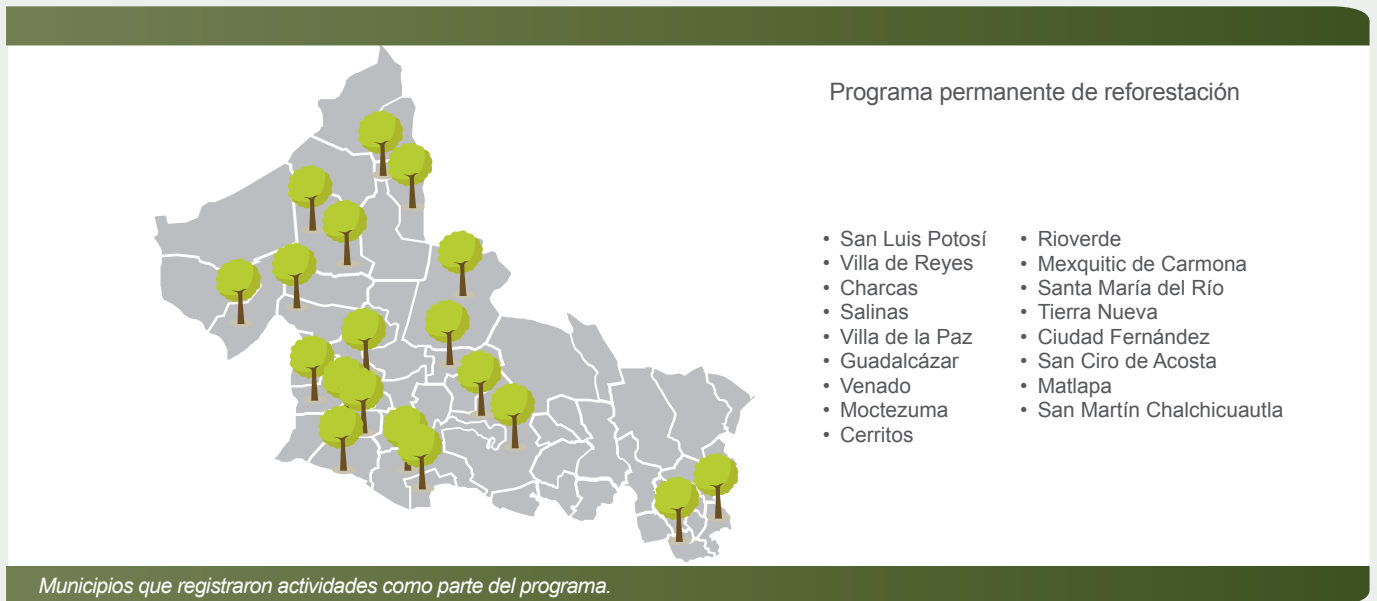 Programa permanente de reforestación
• San Luis Potosí
• Villa de Reyes
• Charcas
• Salinas
• Villa de la Paz
• Guadalcázar
• Venado
• Moctezuma
• Cerritos
• Rioverde
• Mexquitic de Carmona
• Santa María del Río
• Tierra Nueva
• Ciudad Fernández
• San Ciro de Acosta
• Matlapa
• San Martín Chalchicuautla
Municipios que registraron actividades como parte del programa.